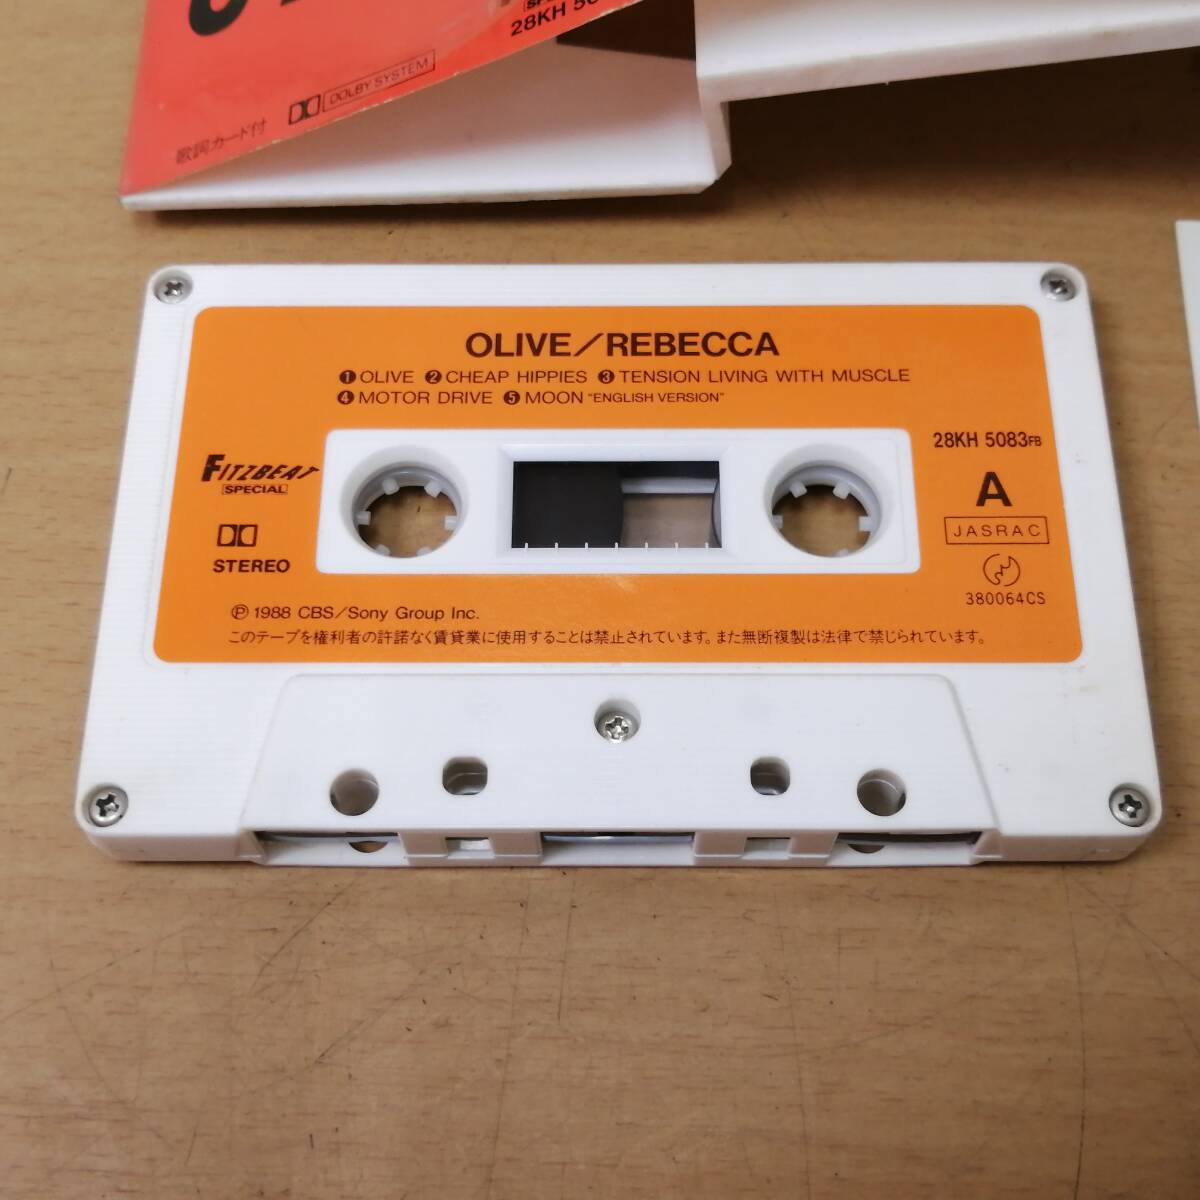 28KH 50
DOLBY SYSTEM
歌詞カード付
OLIVE/REBECCA
❶OLIVE ❷CHEAP HIPPIES ❸TENSION LIVING WITH MUSCLE
❹MOTOR DRIVE ❺MOON "ENGLISH VERSION"
28KH 5083FB
FITZBEAT
SPECIAL
A
JASRAC
STEREO
380064CS
Ⓟ1988 CBS/Sony Group Inc.
このテープを権利者の許諾なく賃貸業に使用することは禁止されています。また無断複製は法律で禁じられています。